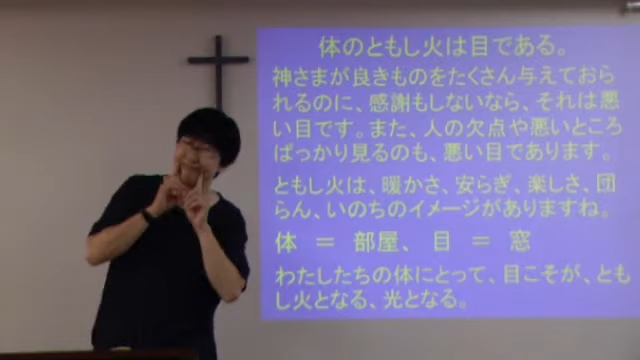 体のともし火は目である。
神さまが良きものをたくさん与えておら
れるのに、感謝もしないなら、それは悪
い目です。また、人の欠点や悪いところ
ばっかり見るのも、悪い目であります。
ともし火は、暖かさ、安らぎ、楽しさ、団
らん、いのちのイメージがありますね。
体 ＝ 部屋、 目 ＝ 窓
わたしたちの体にとって、目こそが、とも
し火となる、光となる。